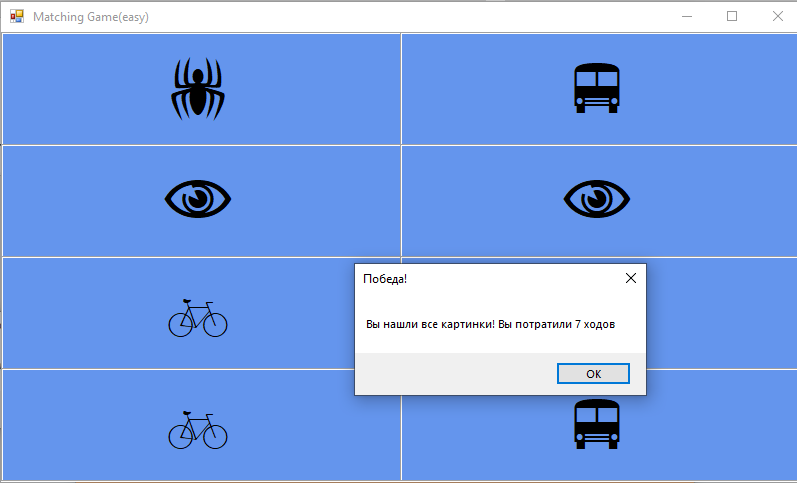 Matching Game(easy)
Победа!
Вы нашли все картинки! Вы потратили 7 ходов
OK